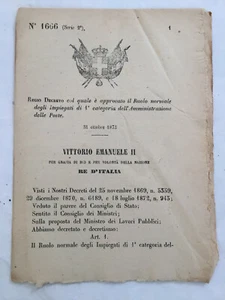 N° 1666 (Serie 2ª)
1
REGIO DECRETO col quale è approvato il Ruolo normale
degli impiegati di 1ª categoria dell'Amministrazione
delle Poste.
31 ottobre 1873
VITTORIO EMANUELE II
PER GRAZIA DI DIO E PER VOLONTÀ DELLA NAZIONE
RE D'ITALIA
Visti i Nostri Decreti del 25 novembre 1869, n. 5359,
29 dicembre 1870, n. 6189, e 18 luglio 1872, n. 943;
Veduto il parere del Consiglio di Stato;
Sentito il Consiglio dei Ministri;
Sulla proposta del Ministro dei Lavori Pubblici;
Abbiamo decretato e decretiamo:
Art. 1.
Il Ruolo normale degli Impiegati di 1ª categoria del-